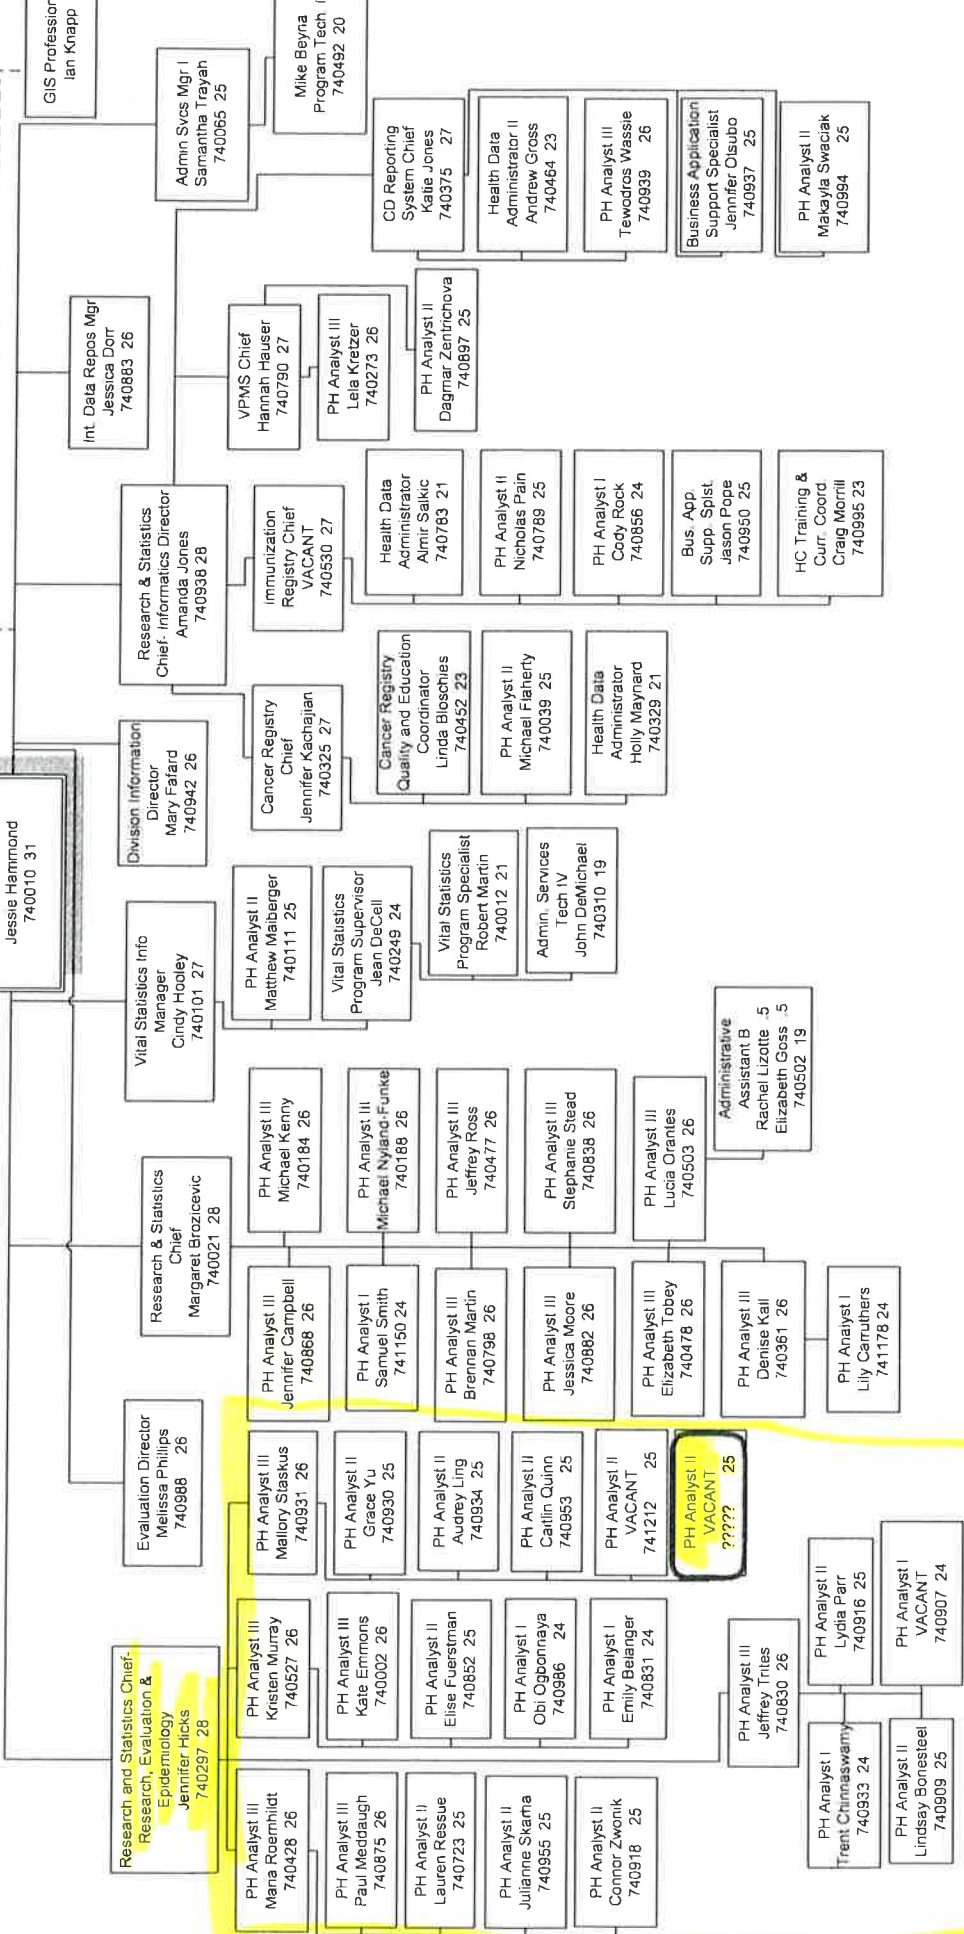 Jessie Hammond
740010 31
GIS Profession
Ian Knapp
Admin Svcs Mgr I
Samantha Trayah
740065 25
Mike Beyna
Program Tech
740492 20
CD Reporting
System Chief
Katie Jones
740375 27
Health Data
Administrator II
Andrew Gross
740464 23
PH Analyst III
Tewodros Wassie
740939 26
Business Application
Support Specialist
Jennifer Otsubo
740937 25
PH Analyst II
Makayla Swaciak
740994 25
Int. Data Repos Mgr
Jessica Dorr
740883 26
VPMS Chief
Hannah Hauser
740790 27
PH Analyst III
Lela Kretzer
740273 26
PH Analyst II
Dagmar Zentrichova
740897 25
Research & Statistics
Chief- Informatics Director
Amanda Jones
740938 28
Immunization
Registry Chief
VACANT
740530 27
Health Data
Administrator
Almir Salkic
740783 21
PH Analyst II
Nicholas Pain
740789 25
PH Analyst I
Cody Rock
740856 24
Bus. App.
Supp. Splst.
Jason Pope
740950 25
HC Training &
Curr. Coord.
Craig Morrill
740995 23
Cancer Registry
Chief
Jennifer Kachajian
740325 27
Cancer Registry
Quality and Education
Coordinator
Linda Bloschies
740452 23
PH Analyst II
Michael Flaherty
740039 25
Health Data
Administrator
Holly Maynard
740329 21
Division Information
Director
Mary Fafard
740942 26
Vital Statistics Info
Manager
Cindy Hooley
740101 27
PH Analyst II
Matthew Maiberger
740111 25
Vital Statistics
Program Supervisor
Jean DeCell
740249 24
Vital Statistics
Program Specialist
Robert Martin
740012 21
Admin. Services
Tech IV
John DeMichael
740310 19
Research & Statistics
Chief
Margaret Brozicevic
740021 28
PH Analyst III
Michael Kenny
740184 26
PH Analyst III
Michael Nyland-Funke
740188 26
PH Analyst III
Jeffrey Ross
740477 26
PH Analyst III
Stephanie Stead
740838 26
PH Analyst III
Lucia Orantes
740503 26
Administrative
Assistant B
Rachel Lizotte .5
Elizabeth Goss .5
740502 19
PH Analyst III
Jennifer Campbell
740868 26
PH Analyst I
Samuel Smith
741150 24
PH Analyst III
Brennan Martin
740798 26
PH Analyst III
Jessica Moore
740882 26
PH Analyst III
Elizabeth Tobey
740478 26
PH Analyst III
Denise Kall
740361 26
PH Analyst I
Lily Carruthers
741178 24
Evaluation Director
Melissa Phillips
740988 26
Research and Statistics Chief-
Research, Evaluation &
Epidemiology
Jennifer Hicks
740297 28
PH Analyst III
Mallory Staskus
740931 26
PH Analyst II
Grace Yu
740930 25
PH Analyst II
Audrey Ling
740934 25
PH Analyst II
Caitlin Quinn
740953 25
PH Analyst II
VACANT
741212 25
PH Analyst II
VACANT
????? 25
PH Analyst III
Kristen Murray
740527 26
PH Analyst III
Kate Emmons
740002 26
PH Analyst II
Elise Fuerstman
740852 25
PH Analyst I
Obi Ogbonnaya
740986 24
PH Analyst I
Emily Belanger
740831 24
PH Analyst III
Maria Roemhildt
740428 26
PH Analyst III
Paul Meddaugh
740875 26
PH Analyst II
Lauren Ressue
740723 25
PH Analyst II
Julianne Skarha
740955 25
PH Analyst II
Connor Zwonik
740918 25
PH Analyst III
Jeffrey Trites
740830 26
PH Analyst II
Lydia Parr
740916 25
PH Analyst I
VACANT
740907 24
PH Analyst I
Trent Chinnaswamy
740933 24
PH Analyst II
Lindsay Bonesteel
740909 25